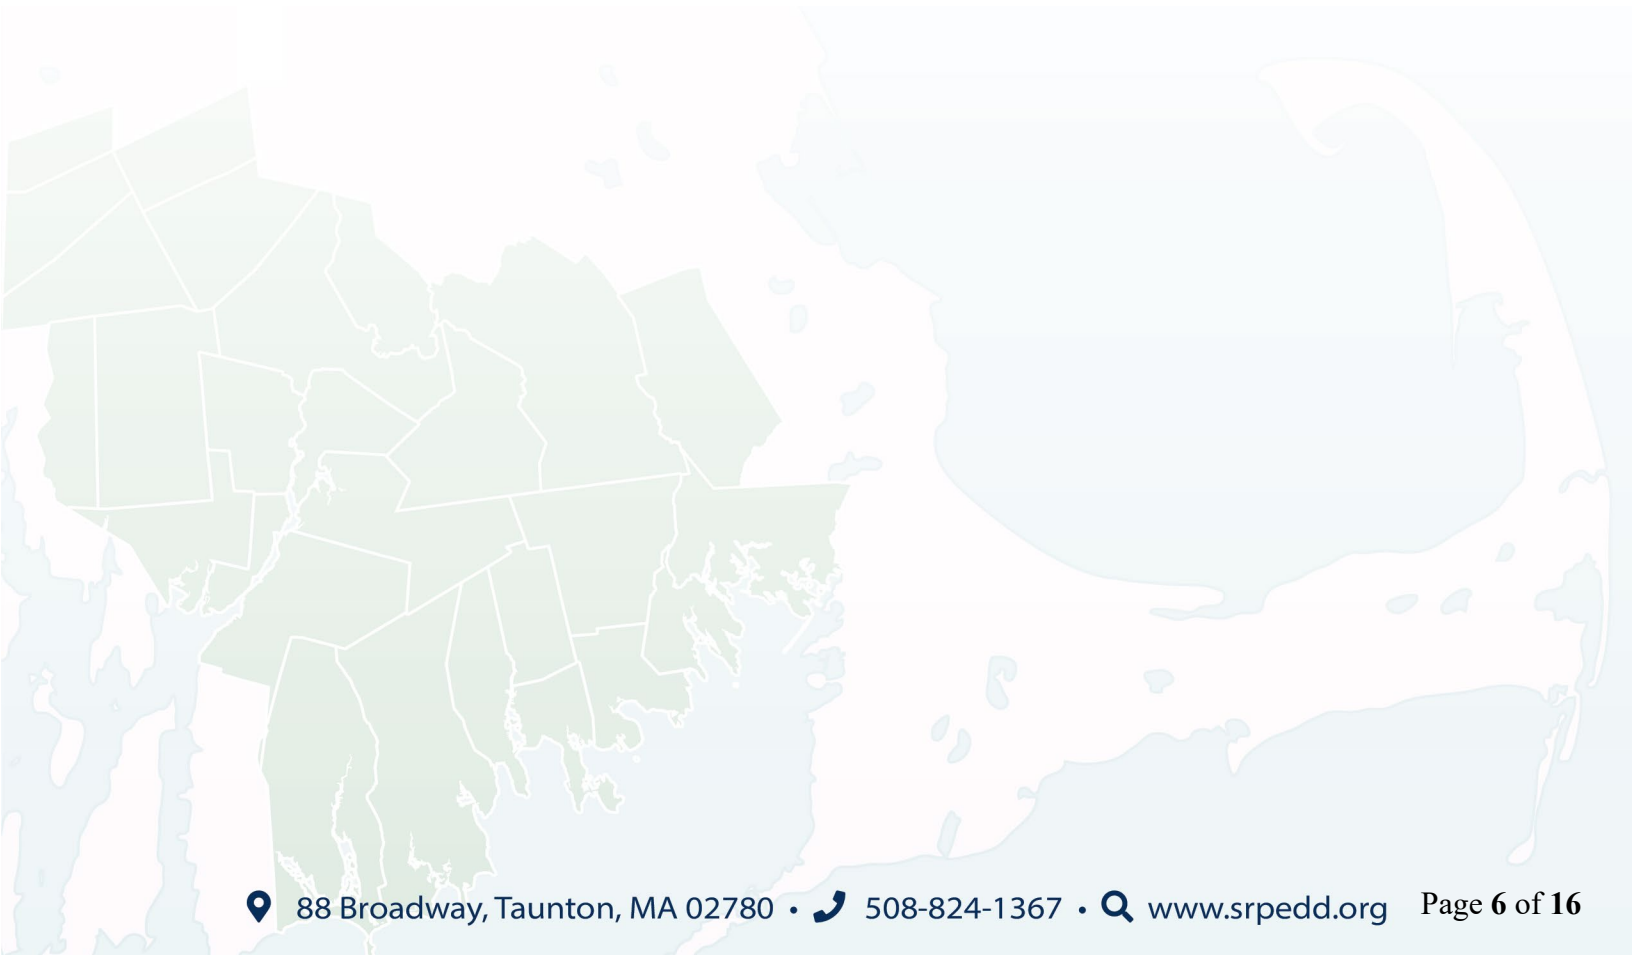 88 Broadway, Taunton, MA 02780 • 508-824-1367 • www.srpedd.org Page 6 of 16